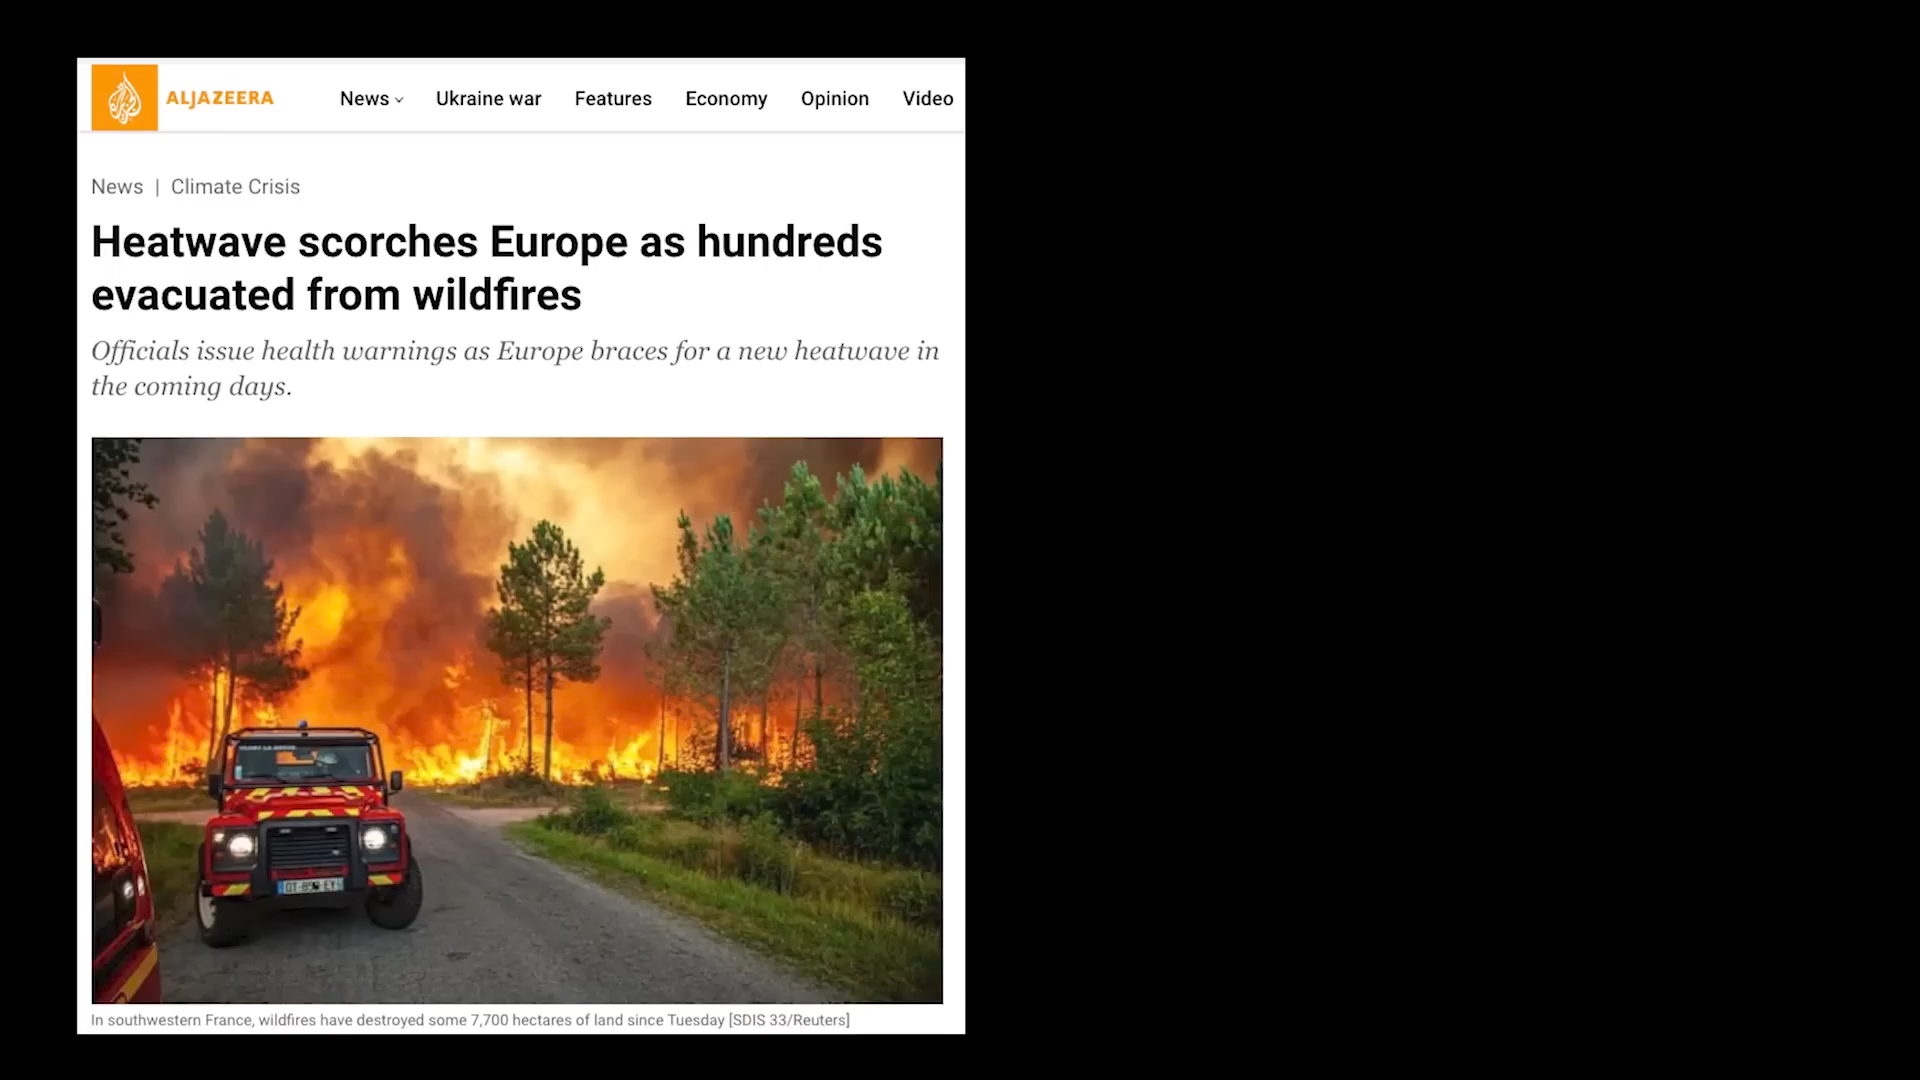 ALJAZEERA
News Ukraine war Features Economy Opinion Video
News | Climate Crisis
Heatwave scorches Europe as hundreds
evacuated from wildfires
Officials issue health warnings as Europe braces for a new heatwave in
the coming days.
In southwestern France, wildfires have destroyed some 7,700 hectares of land since Tuesday [SDIS 33/Reuters]